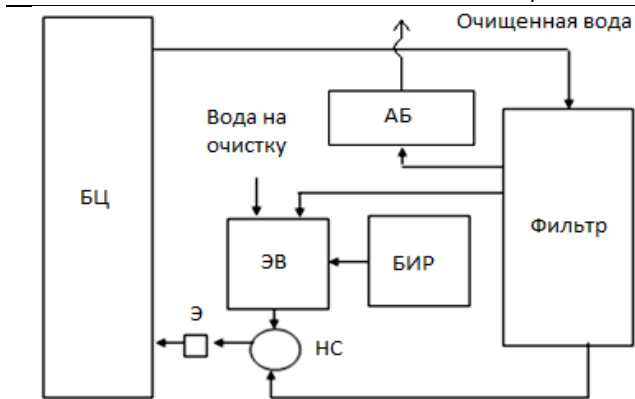 Очищенная вода
АБ
Вода на
очистку
БЦ
Фильтр
ЭВ
БИР
Э
НС